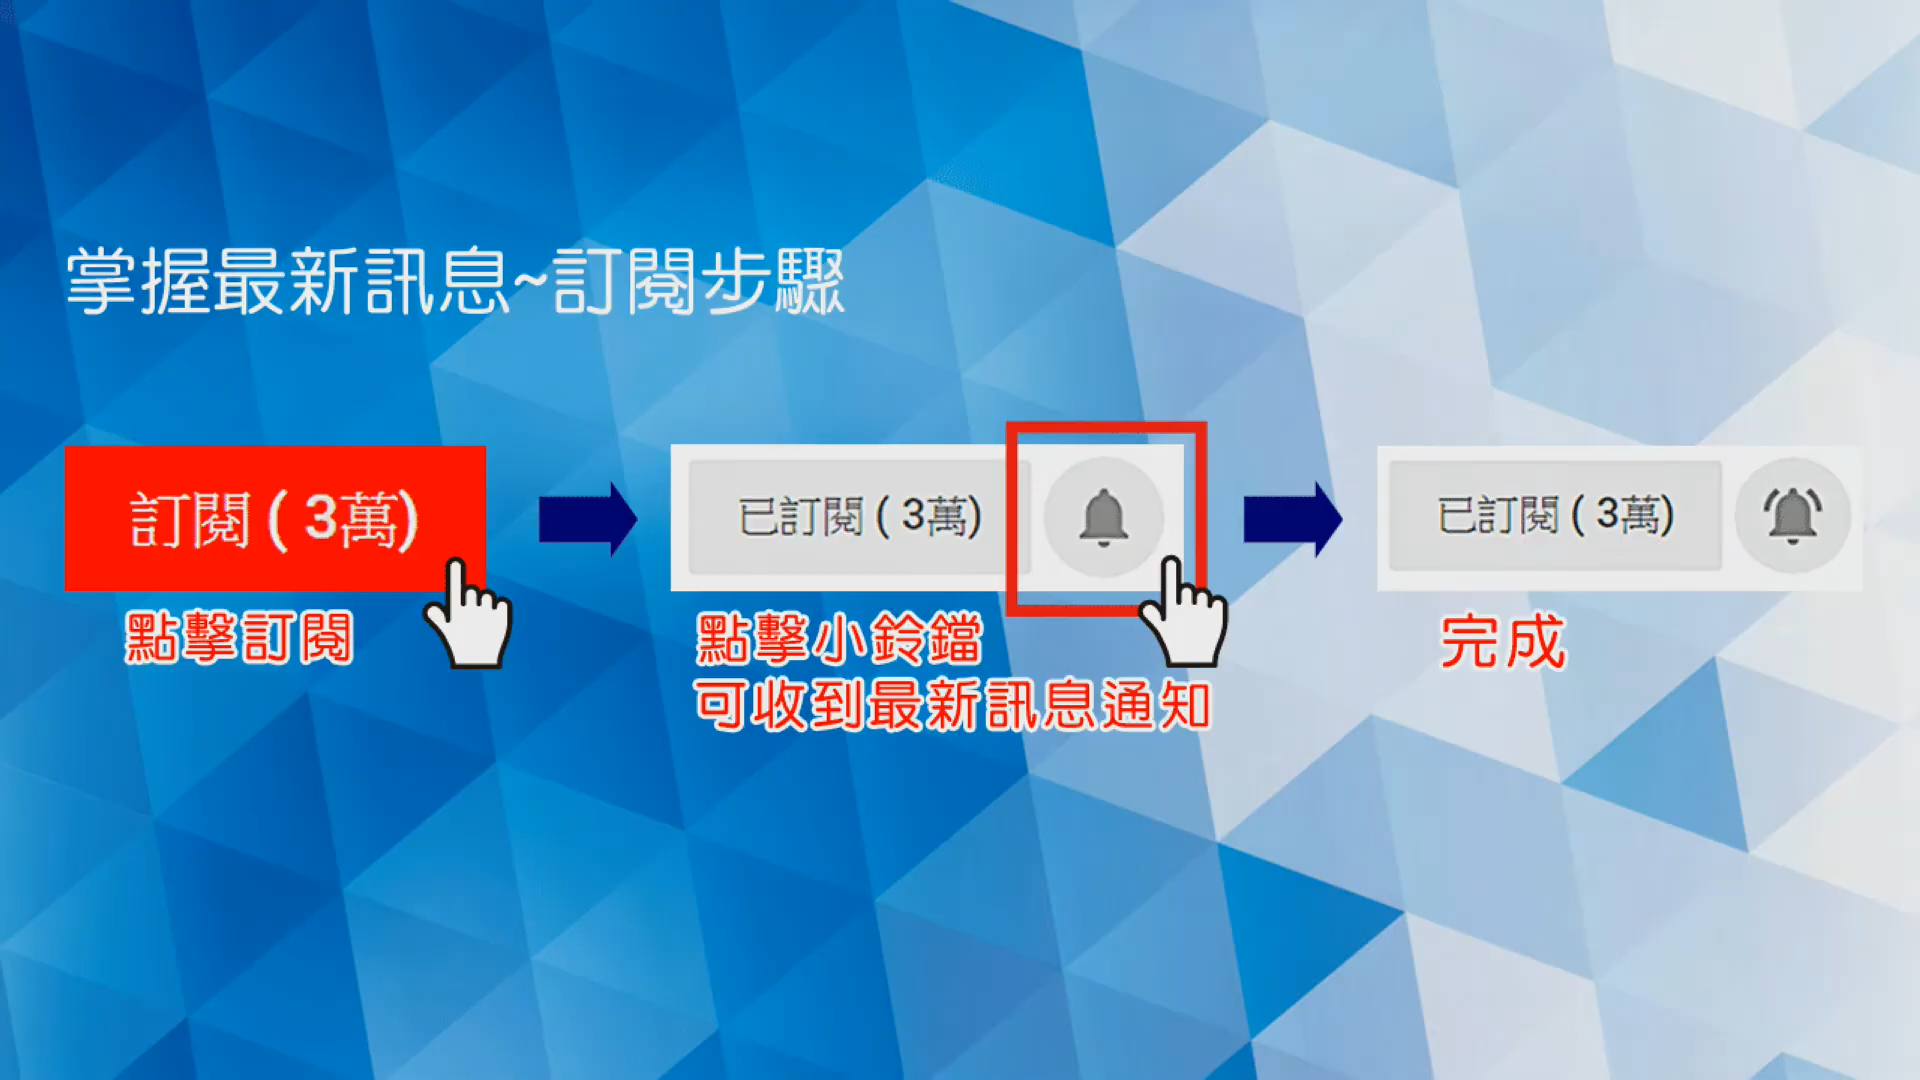 掌握最新訊息~訂閱步驟
訂閱 ( 3萬)
點擊訂閱
已訂閱 ( 3萬)
點擊小鈴鐺
可收到最新訊息通知
已訂閱 ( 3萬)
完成